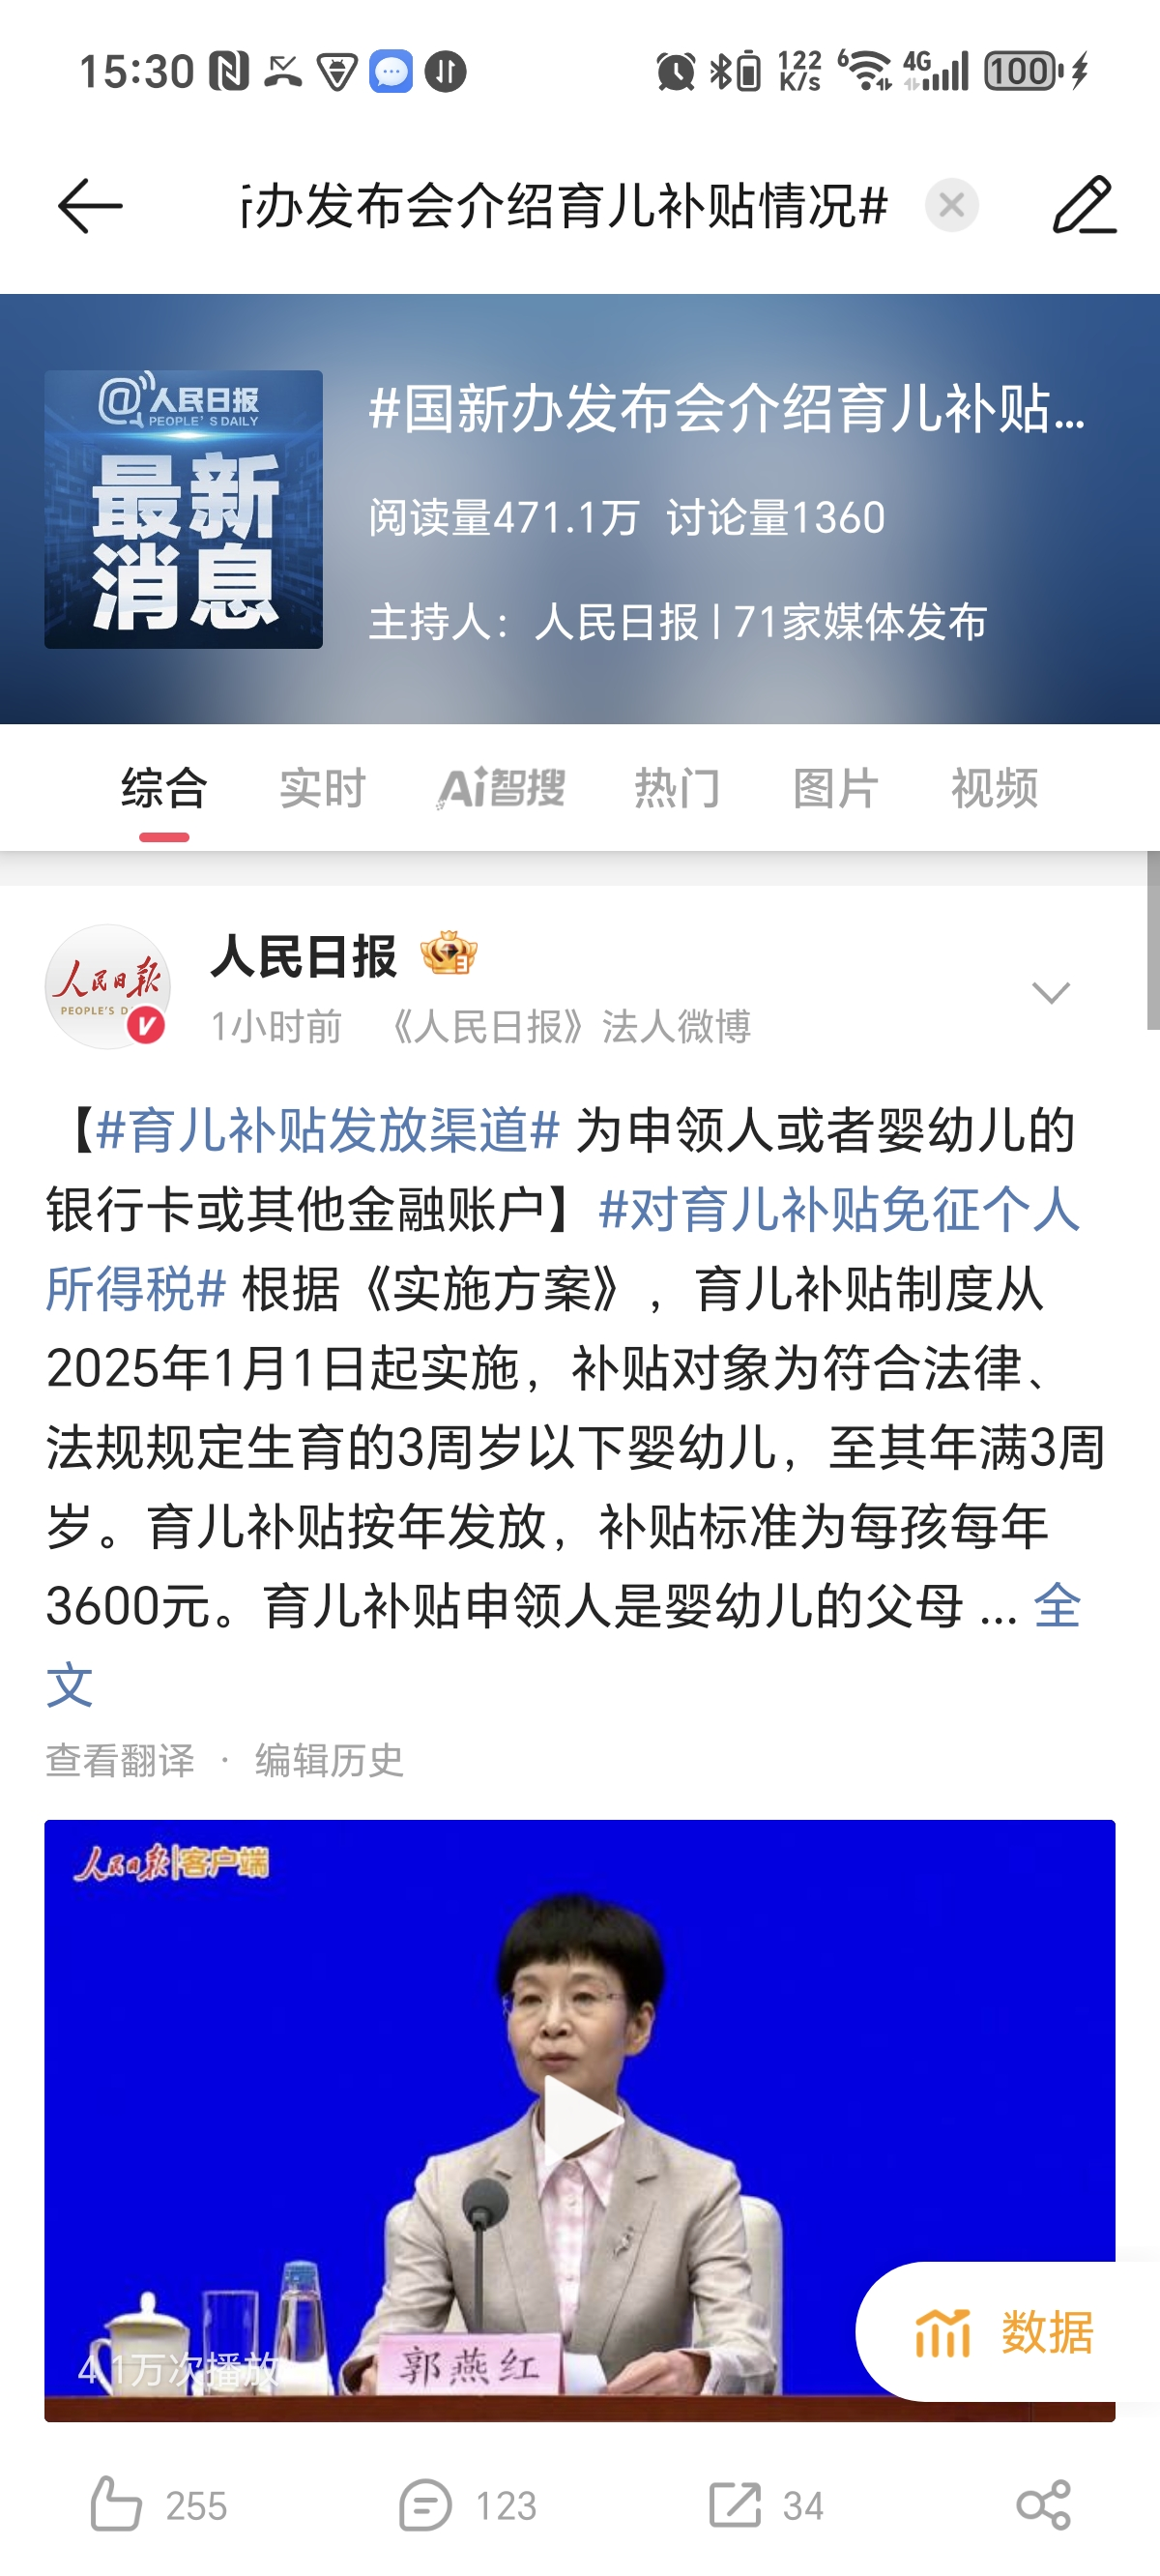 15:30
122 K/s
6
4G
100
办发布会介绍育儿补贴情况#
@人民日报
PEOPLE'S DAILY
最新
消息
#国新办发布会介绍育儿补贴...
阅读量471.1万 讨论量1360
主持人：人民日报 | 71家媒体发布
综合 实时 Ai智搜 热门 图片 视频
人民日报
PEOPLE'S D
人民日报 3
1小时前 《人民日报》法人微博
【#育儿补贴发放渠道# 为申领人或者婴幼儿的
银行卡或其他金融账户】#对育儿补贴免征个人
所得税# 根据《实施方案》，育儿补贴制度从
2025年1月1日起实施，补贴对象为符合法律、
法规规定生育的3周岁以下婴幼儿，至其年满3周
岁。育儿补贴按年发放，补贴标准为每孩每年
3600元。育儿补贴申领人是婴幼儿的父母 ... 全
文
查看翻译 · 编辑历史
人民日报|客户端
郭燕红
4.1万次播放
数据
255 123 34